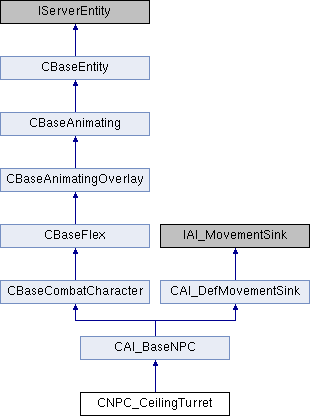 IServerEntity
CBaseEntity
CBaseAnimating
CBaseAnimatingOverlay
CBaseFlex
IAI_MovementSink
CBaseCombatCharacter
CAI_DefMovementSink
CAI_BaseNPC
CNPC_CeilingTurret